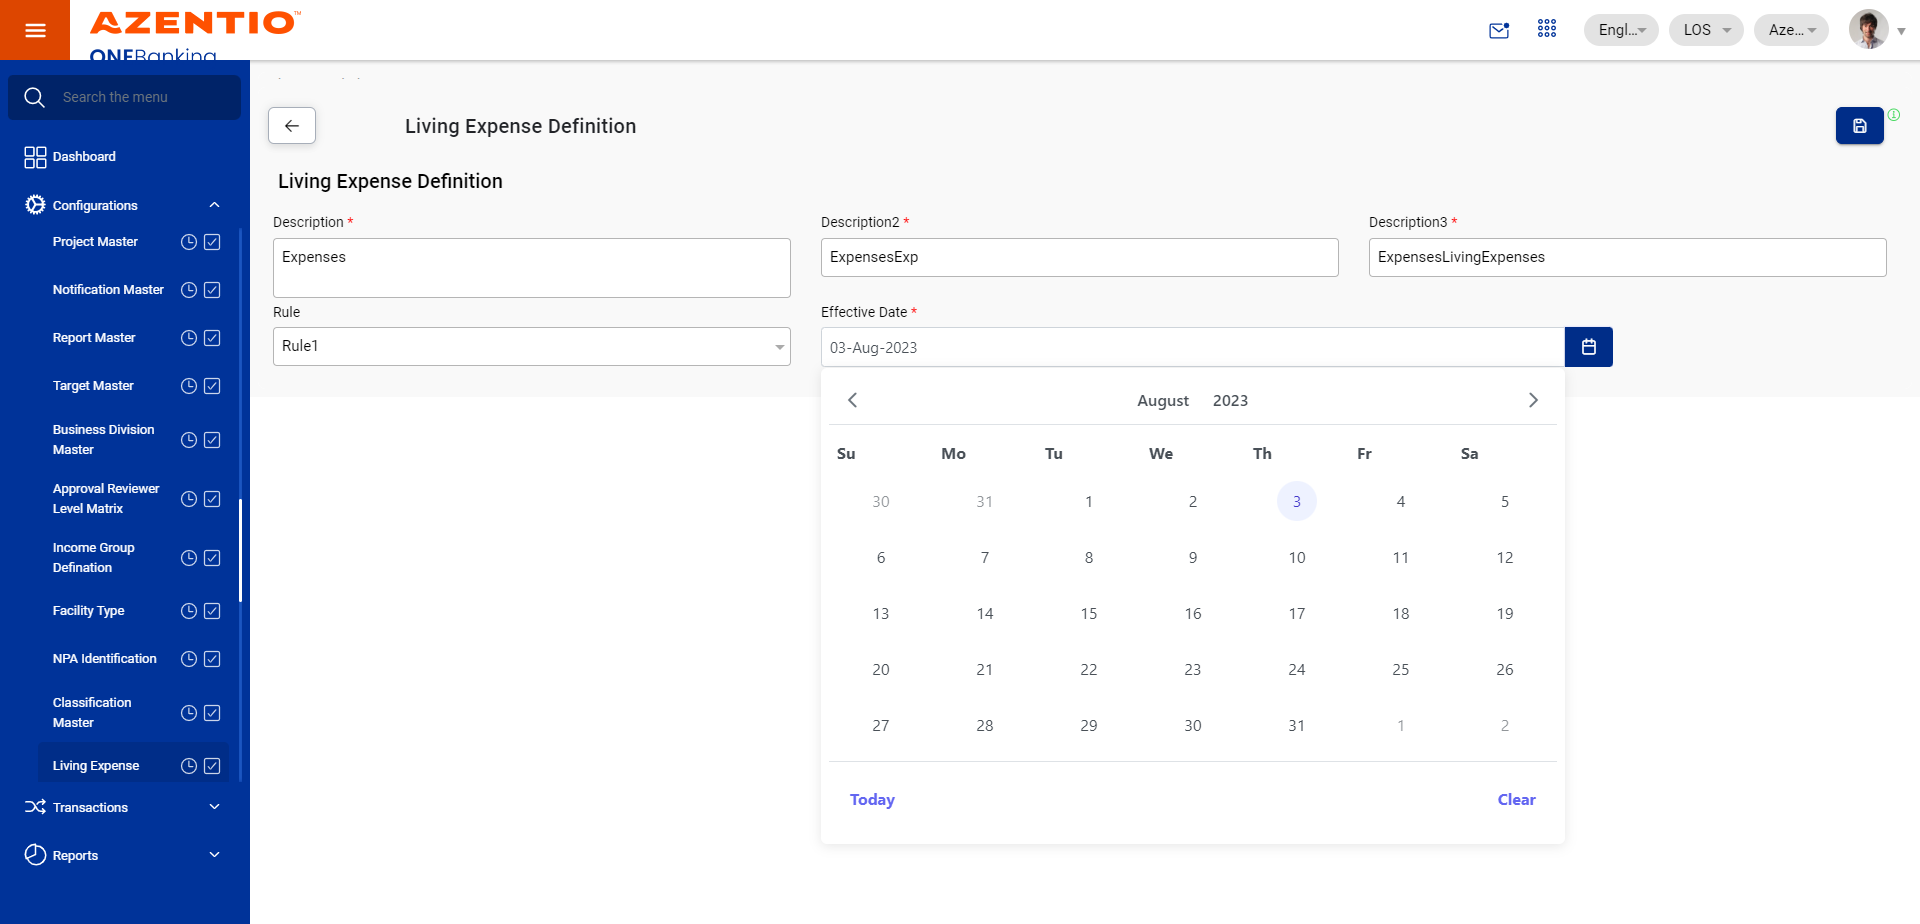 AZENTIO™
ONEBanking
Engl...
LOS
Aze...
Search the menu
Dashboard
Configurations
Project Master
Notification Master
Report Master
Target Master
Business Division
Master
Approval Reviewer
Level Matrix
Income Group
Defination
Facility Type
NPA Identification
Classification
Master
Living Expense
Transactions
Reports
Living Expense Definition
Living Expense Definition
Description *
Expenses
Description2 *
ExpensesExp
Description3 *
ExpensesLivingExpenses
Rule
Rule1
Effective Date *
03-Aug-2023
August 2023
Su Mo Tu We Th Fr Sa
30 31 1 2 3 4 5
6 7 8 9 10 11 12
13 14 15 16 17 18 19
20 21 22 23 24 25 26
27 28 29 30 31 1 2
Today Clear